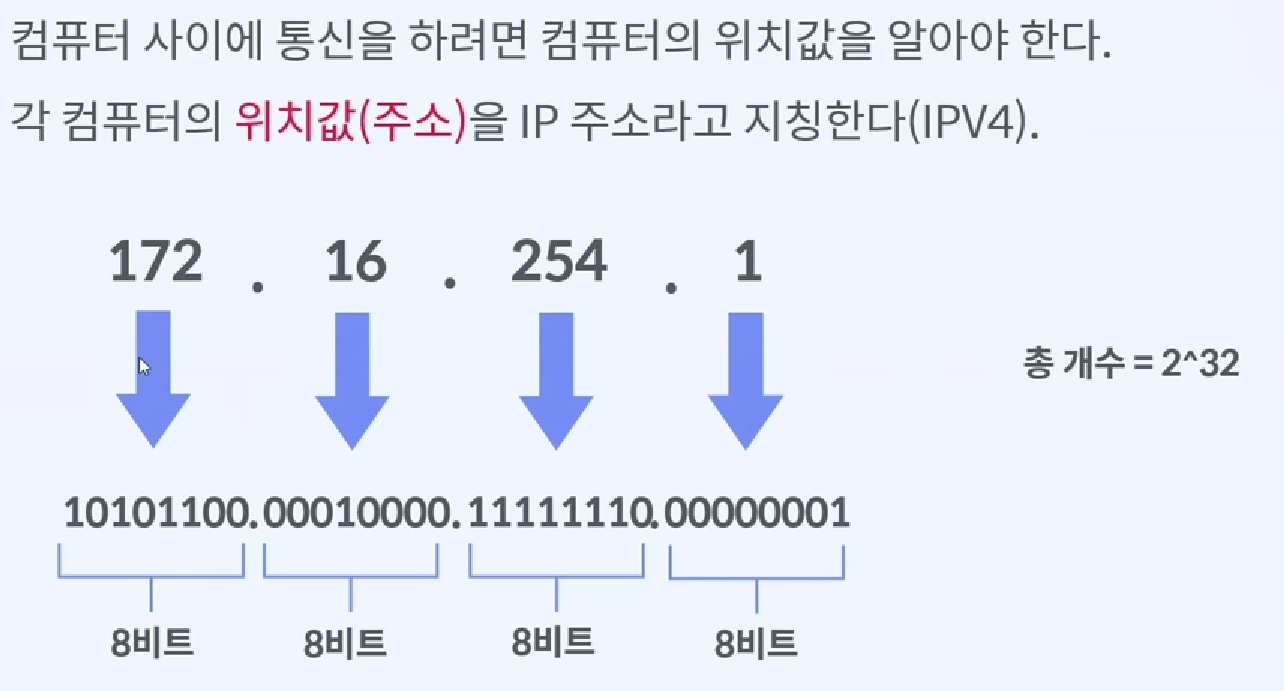 컴퓨터 사이에 통신을 하려면 컴퓨터의 위치값을 알아야 한다.
각 컴퓨터의 위치값(주소)을 IP 주소라고 지칭한다(IPV4).
172 . 16 . 254 . 1
총 개수 = 2^32
10101100.00010000.11111110.00000001
8비트 8비트 8비트 8비트